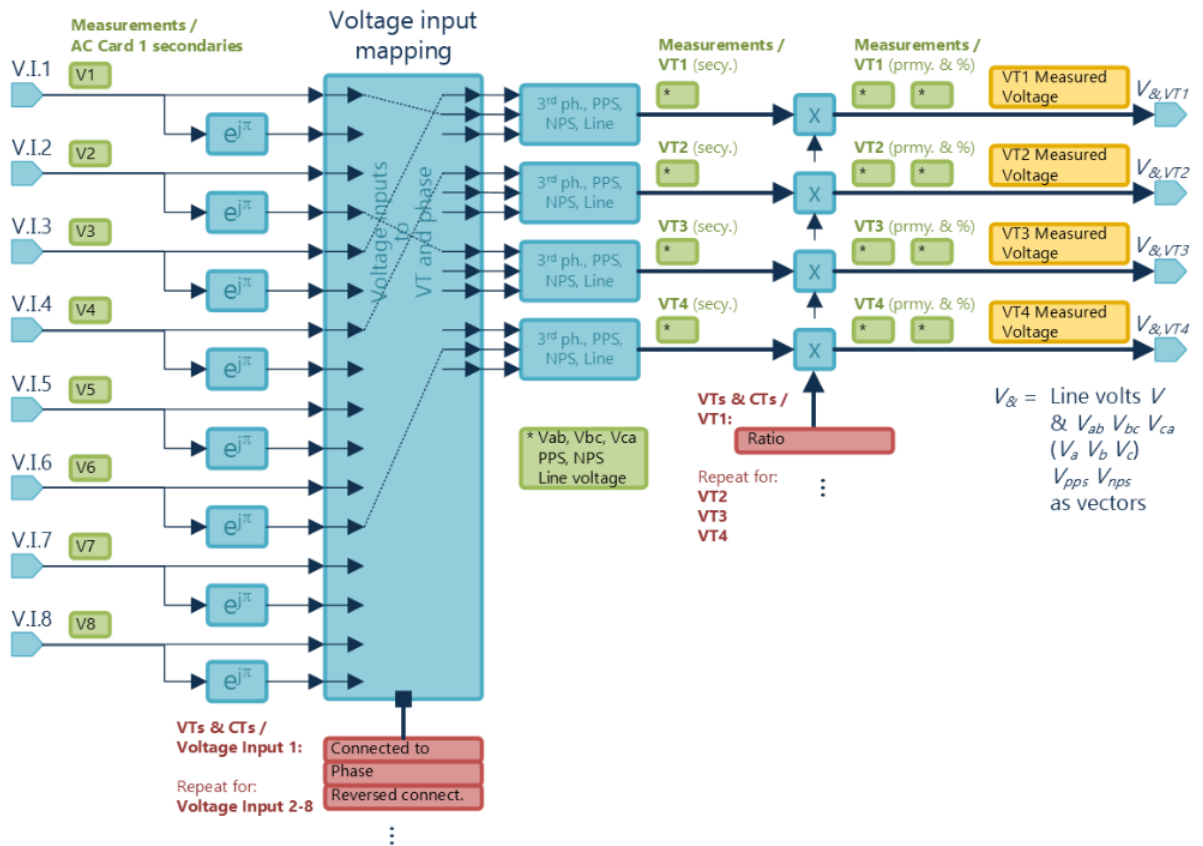 Measurements /
AC Card 1 secondaries
Voltage input
mapping
Measurements /
VT1 (secy.)
Measurements /
VT1 (prmy. & %)
V.I.1
V1
e^jπ
V.I.2
V2
e^jπ
V.I.3
V3
e^jπ
V.I.4
V4
e^jπ
V.I.5
V5
e^jπ
V.I.6
V6
e^jπ
V.I.7
V7
e^jπ
V.I.8
V8
e^jπ
Voltage inputs
to
VT and phase
3rd ph., PPS,
NPS, Line
*
X
*
*
VT1 Measured
Voltage
V&,VT1
3rd ph., PPS,
NPS, Line
VT2 (secy.)
*
X
VT2 (prmy. & %)
*
*
VT2 Measured
Voltage
V&,VT2
3rd ph., PPS,
NPS, Line
VT3 (secy.)
*
X
VT3 (prmy. & %)
*
*
VT3 Measured
Voltage
V&,VT3
3rd ph., PPS,
NPS, Line
VT4 (secy.)
*
X
VT4 (prmy. & %)
*
*
VT4 Measured
Voltage
V&,VT4
* Vab, Vbc, Vca
PPS, NPS
Line voltage
VTs & CTs /
VT1:
Ratio
Repeat for:
VT2
VT3
VT4
⋮
V& = Line volts V
& Vab Vbc Vca
(Va Vb Vc)
Vpps Vnps
as vectors
VTs & CTs /
Voltage Input 1:
Repeat for:
Voltage Input 2-8
Connected to
Phase
Reversed connect.
⋮